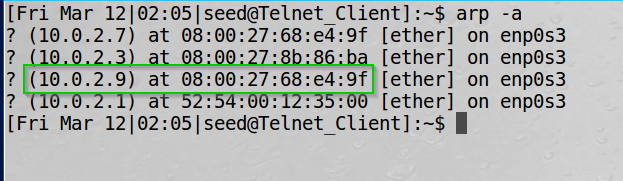 [Fri Mar 12|02:05|seed@Telnet_Client]:~$ arp -a
? (10.0.2.7) at 08:00:27:68:e4:9f [ether] on enp0s3
? (10.0.2.3) at 08:00:27:8b:86:ba [ether] on enp0s3
? (10.0.2.9) at 08:00:27:68:e4:9f [ether] on enp0s3
? (10.0.2.1) at 52:54:00:12:35:00 [ether] on enp0s3
[Fri Mar 12|02:05|seed@Telnet_Client]:~$